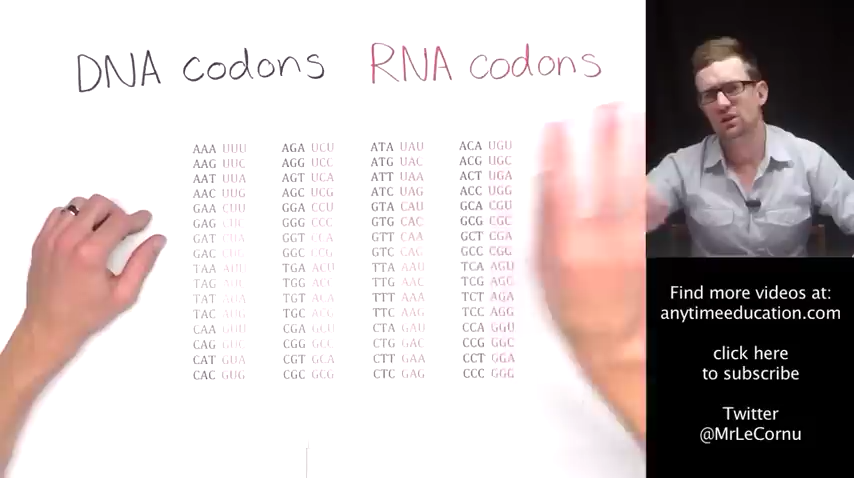 DNA codons RNA codons
AAA UUU AGA UCU ATA UAU ACA UGU
AAG UUC AGG UCC ATG UAC ACG UGC
AAT UUA AGT UCA ATT UAA ACT UGA
AAC UUG AGC UCG ATC UAG ACC UGG
GAA CUU GGA CCU GTA CAU GCA CGU
GAG GGG CCC GTG CAC GCG CGC
GAT CUA GGT CCA GTT CAA GCT CGA
GAC CUG GGC CCG GTC CAG GCC CGG
TAA TGA ACU TTA AAU TCA AGU
TAG TGG ACC TTG AAC TCG AGC
TAT AUA TGT ACA TTT AAA TCT AGA
TAC AUG TGC ACG TTC AAG TCC AGG
CAA GUU CGA GCU CTA GAU CCA GGU
CAG GUC CGG GCC CTG GAC CCG GGC
CAT GUA CGT GCA CTT GAA CCT GGA
CAC GUG CGC GCG CTC GAG CCC GGG
Find more videos at:
anytimeeducation.com
click here
to subscribe
Twitter
@MrLeCornu